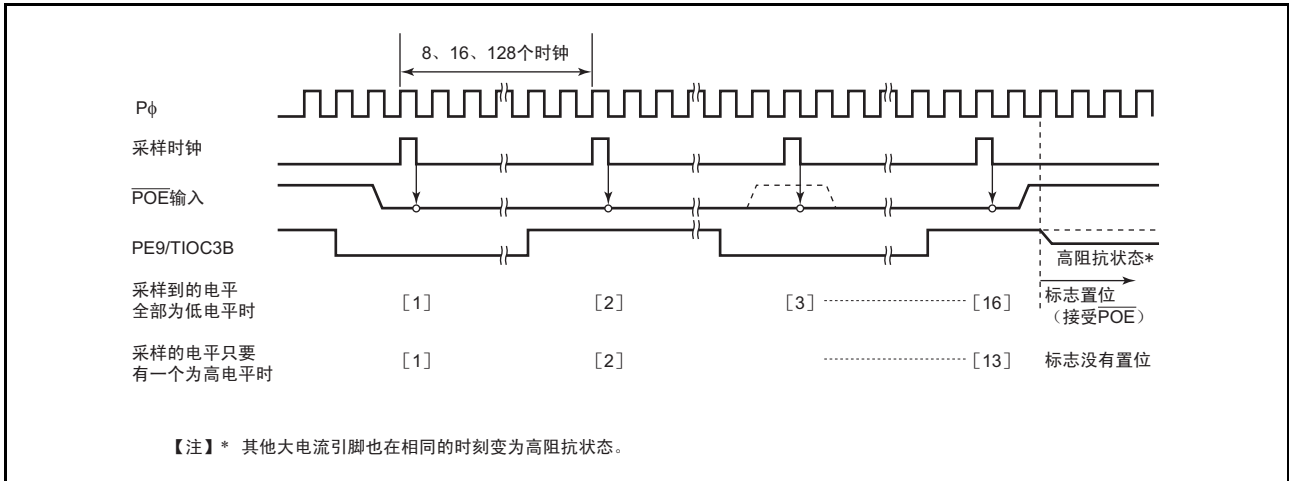 8、16、128个时钟
Pφ
采样时钟
POE输入
PE9/TIOC3B
高阻抗状态*
采样到的电平
全部为低电平时
［1］ ［2］ ［3］ ［16］
标志置位
（接受POE）
采样的电平只要
有一个为高电平时
［1］ ［2］ ［13］ 标志没有置位
【注】* 其他大电流引脚也在相同的时刻变为高阻抗状态。